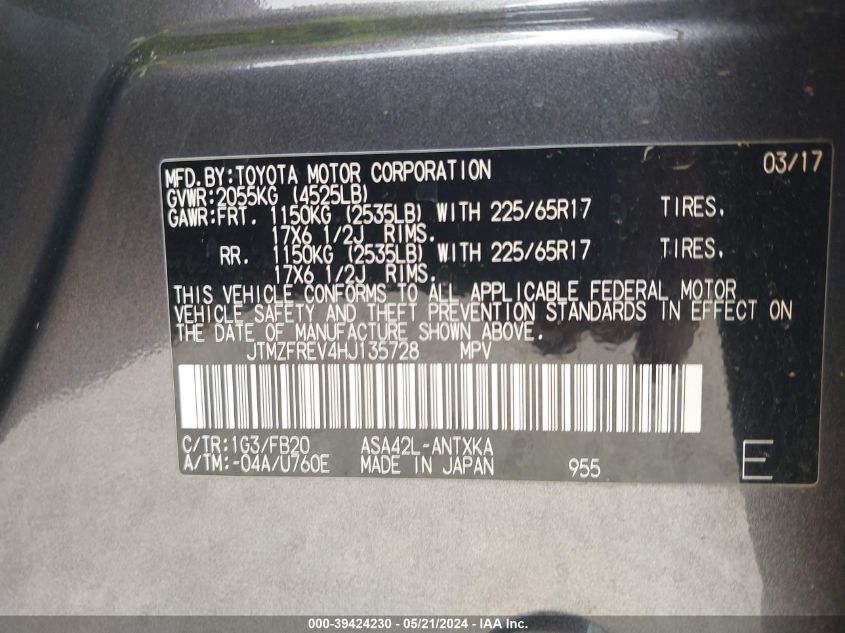 MFD.BY:TOYOTA MOTOR CORPORATION 03/17
GVWR:2055KG (4525LB)
GAWR:FRT. 1150KG (2535LB) WITH 225/65R17 TIRES.
17X6 1/2J RIMS.
RR. 1150KG (2535LB) WITH 225/65R17 TIRES.
17X6 1/2J RIMS.
THIS VEHICLE CONFORMS TO ALL APPLICABLE FEDERAL MOTOR
VEHICLE SAFETY AND THEFT PREVENTION STANDARDS IN EFFECT ON
THE DATE OF MANUFACTURE SHOWN ABOVE.
JTMZFREV4HJ135728 MPV
C/TR:1G3/FB20 ASA42L-ANTXKA
A/TM:-04A/U760E MADE IN JAPAN 955 E
000-39424230 - 05/21/2024 - IAA Inc.